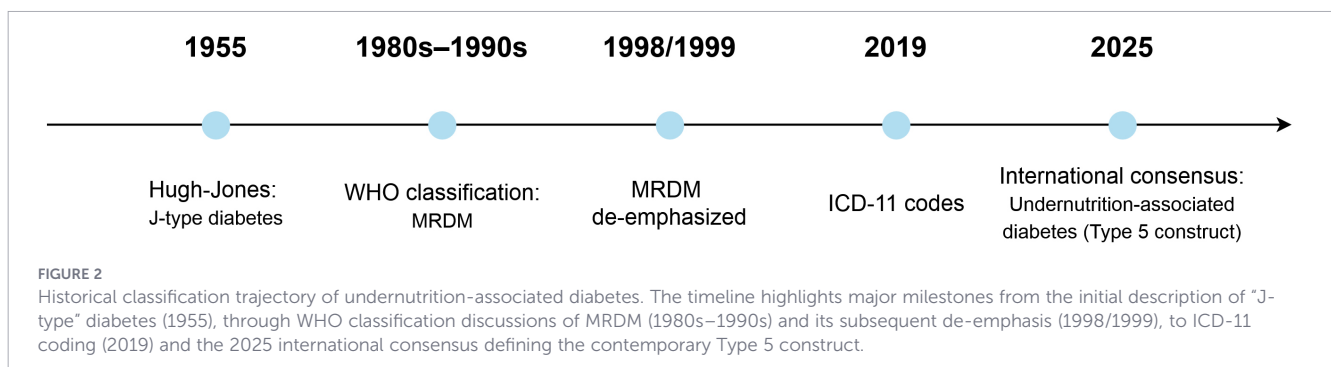 1955
1980s–1990s
1998/1999
2019
2025
Hugh-Jones:
J-type diabetes
WHO classification:
MRDM
MRDM
de-emphasized
ICD-11 codes
International consensus:
Undernutrition-associated
diabetes (Type 5 construct)
FIGURE 2
Historical classification trajectory of undernutrition-associated diabetes. The timeline highlights major milestones from the initial description of “J-
type” diabetes (1955), through WHO classification discussions of MRDM (1980s–1990s) and its subsequent de-emphasis (1998/1999), to ICD-11
coding (2019) and the 2025 international consensus defining the contemporary Type 5 construct.